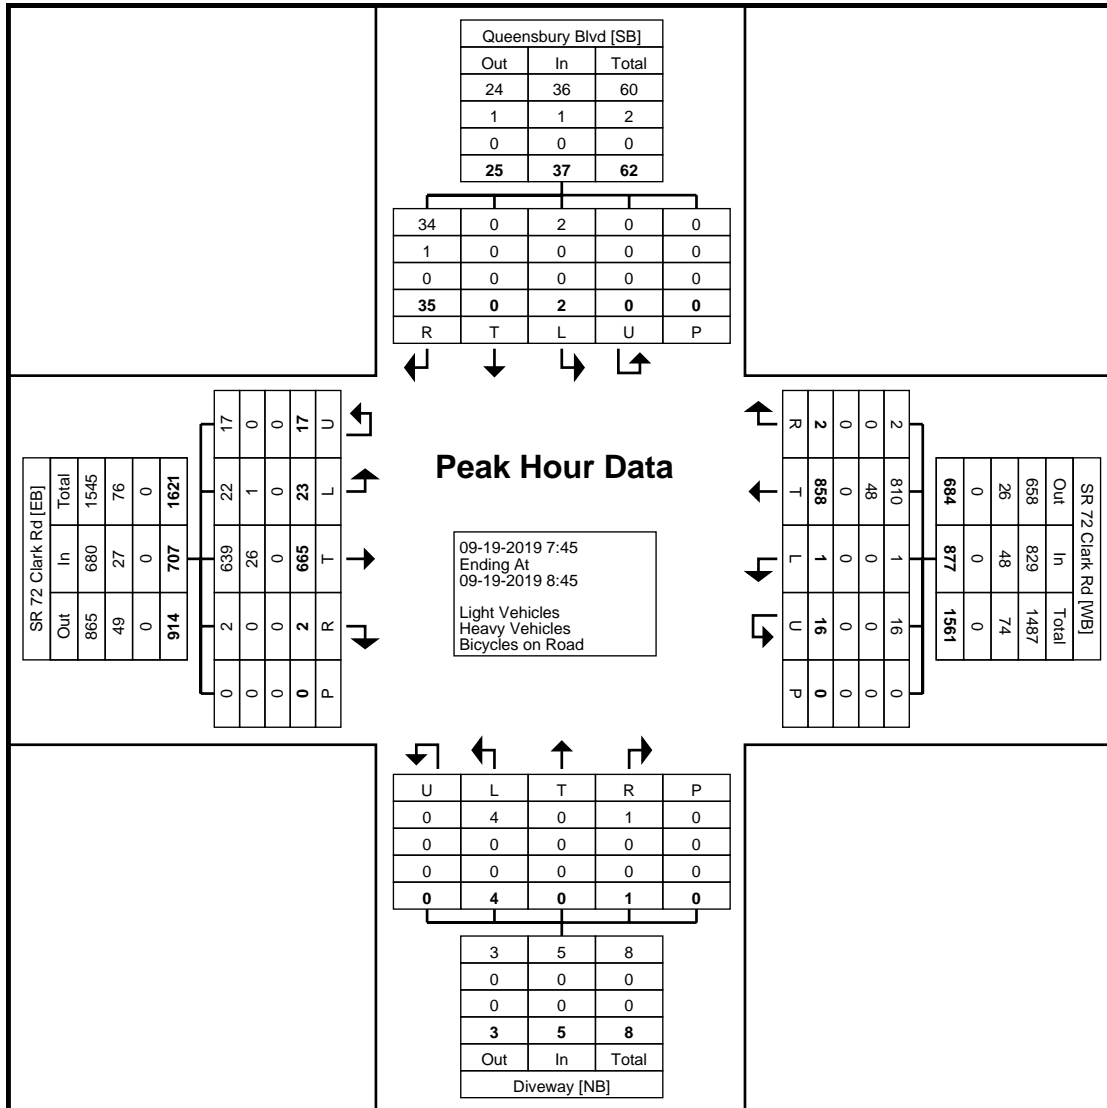 Queensbury Blvd [SB]
Out In Total
24 36 60
1 1 2
0 0 0
25 37 62
34 0 2 0 0
1 0 0 0 0
0 0 0 0 0
35 0 2 0 0
R T L U P
SR 72 Clark Rd [EB]
Total In Out
1545 680 865
76 27 49
0 0 0
1621 707 914
17 22 639 2 0
0 1 26 0 0
0 0 0 0 0
17 23 665 2 0
U L T R P
Peak Hour Data
09-19-2019 7:45
Ending At
09-19-2019 8:45
Light Vehicles
Heavy Vehicles
Bicycles on Road
R T L U P
2 858 1 16 0
0 0 0 0 0
0 48 0 0 0
2 810 1 16 0
SR 72 Clark Rd [WB]
Out In Total
658 829 1487
26 48 74
0 0 0
684 877 1561
U L T R P
0 4 0 1 0
0 0 0 0 0
0 0 0 0 0
0 4 0 1 0
3 5 8
0 0 0
0 0 0
3 5 8
Out In Total
Diveway [NB]